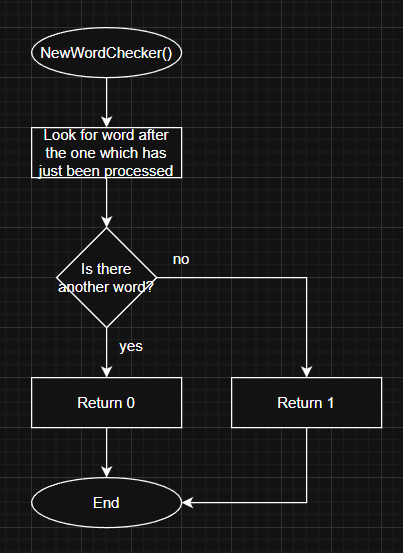 NewWordChecker()
Look for word after
the one which has
just been processed
Is there
another word?
no
yes
Return 0
Return 1
End